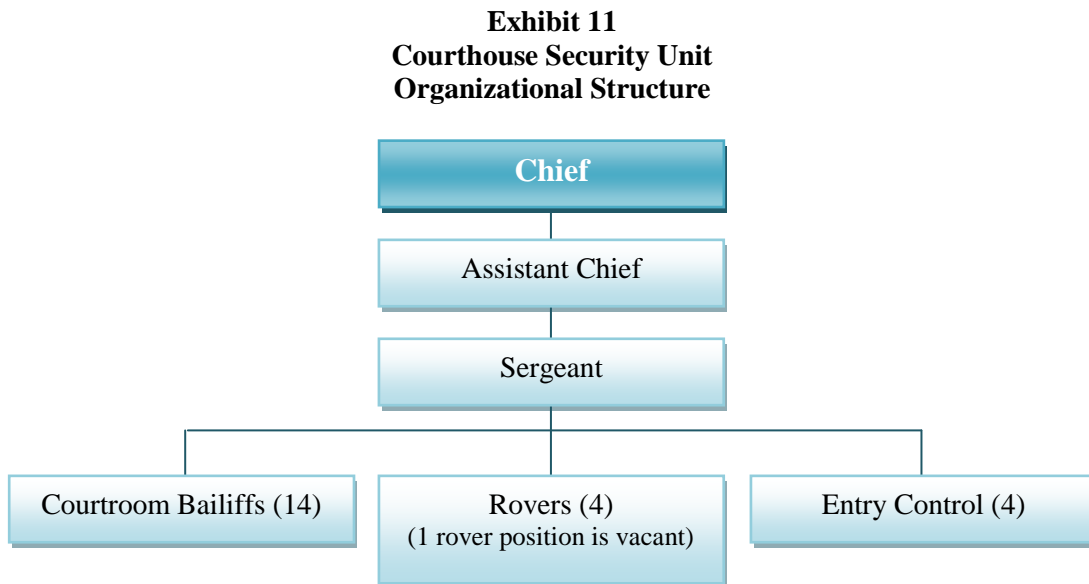 Exhibit 11
Courthouse Security Unit
Organizational Structure
Chief
Assistant Chief
Sergeant
Courtroom Bailiffs (14)
Rovers (4)
(1 rover position is vacant)
Entry Control (4)